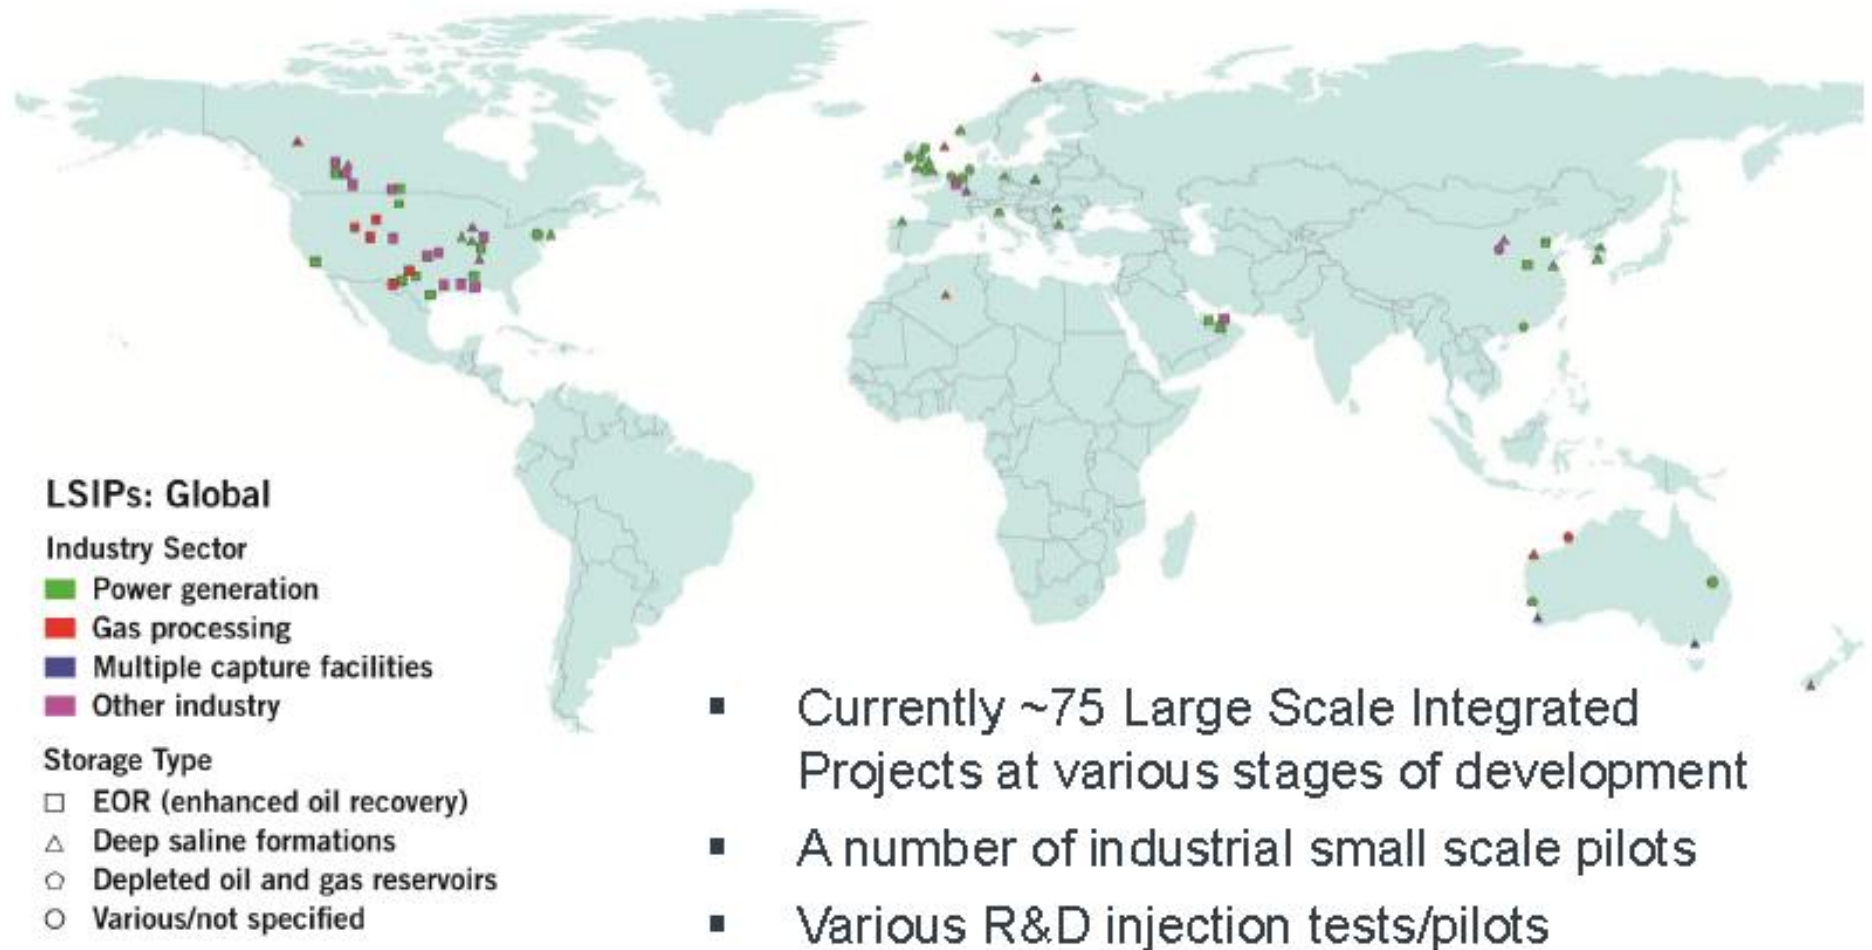 LSIPs: Global
Industry Sector
Power generation
Gas processing
Multiple capture facilities
Other industry
Storage Type
EOR (enhanced oil recovery)
Deep saline formations
Depleted oil and gas reservoirs
Various/not specified
▪ Currently ~75 Large Scale Integrated
Projects at various stages of development
▪ A number of industrial small scale pilots
▪ Various R&D injection tests/pilots